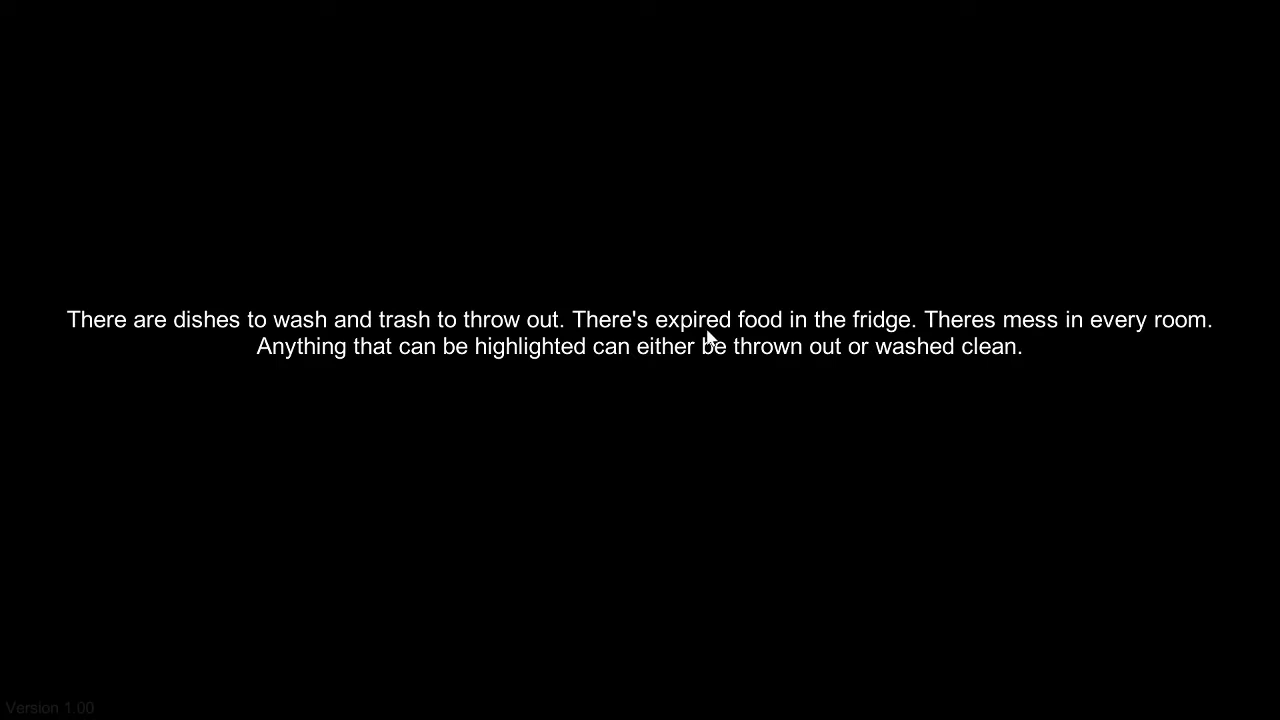 There are dishes to wash and trash to throw out. There's expired food in the fridge. Theres mess in every room.
Anything that can be highlighted can either be thrown out or washed clean.
Version 1.00